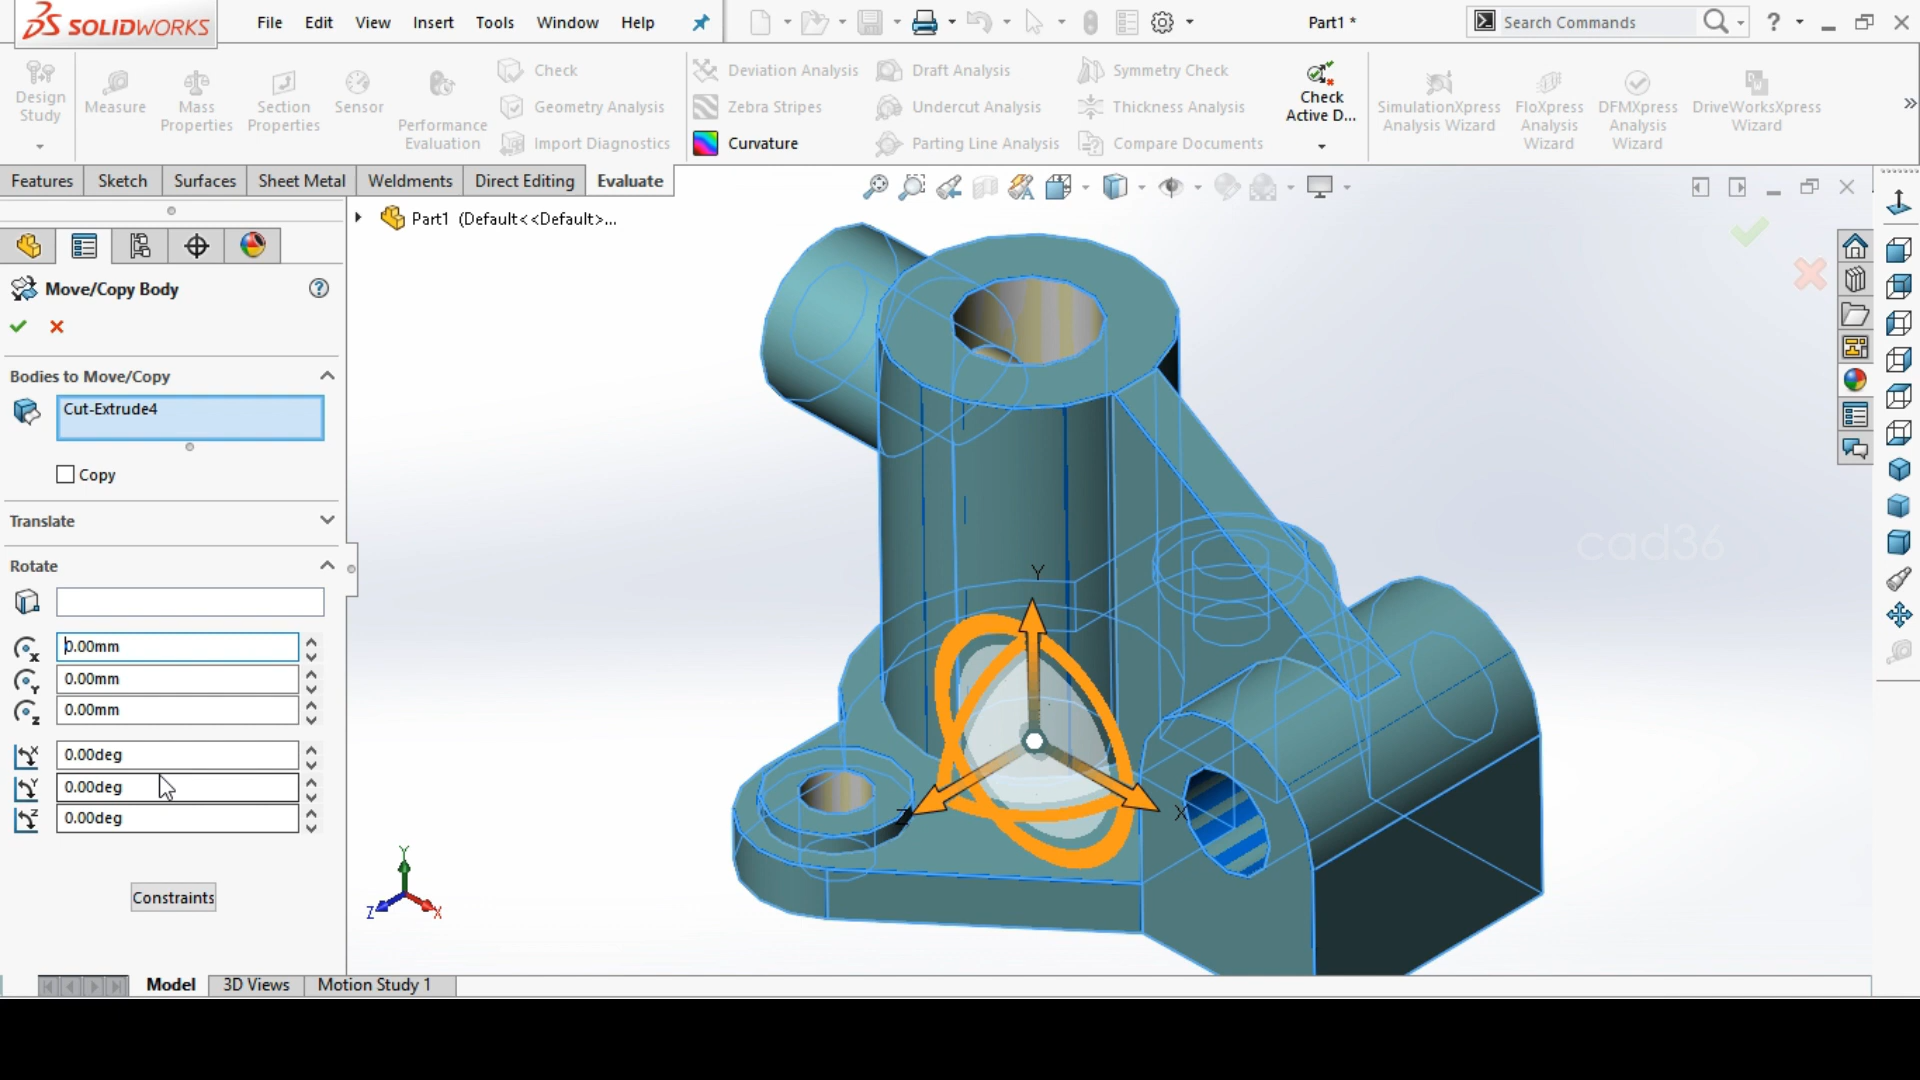 SOLIDWORKS
File Edit View Insert Tools Window Help
Part1 *
Search Commands
?
Design Study
Measure
Mass Properties
Section Properties
Sensor
Performance Evaluation
Check
Geometry Analysis
Import Diagnostics
Deviation Analysis
Zebra Stripes
Curvature
Draft Analysis
Undercut Analysis
Parting Line Analysis
Symmetry Check
Thickness Analysis
Compare Documents
Check Active D...
SimulationXpress Analysis Wizard
FloXpress Analysis Wizard
DFMXpress Analysis Wizard
DriveWorksXpress Wizard
Features Sketch Surfaces Sheet Metal Weldments Direct Editing Evaluate
Part1 (Default<<Default>...
Move/Copy Body
?
Bodies to Move/Copy
Cut-Extrude4
Copy
Translate
Rotate
X 0.00mm
Y 0.00mm
Z 0.00mm
X 0.00deg
Y 0.00deg
Z 0.00deg
Constraints
Y
Z
X
Y
Z
X
cad36
Model 3D Views Motion Study 1